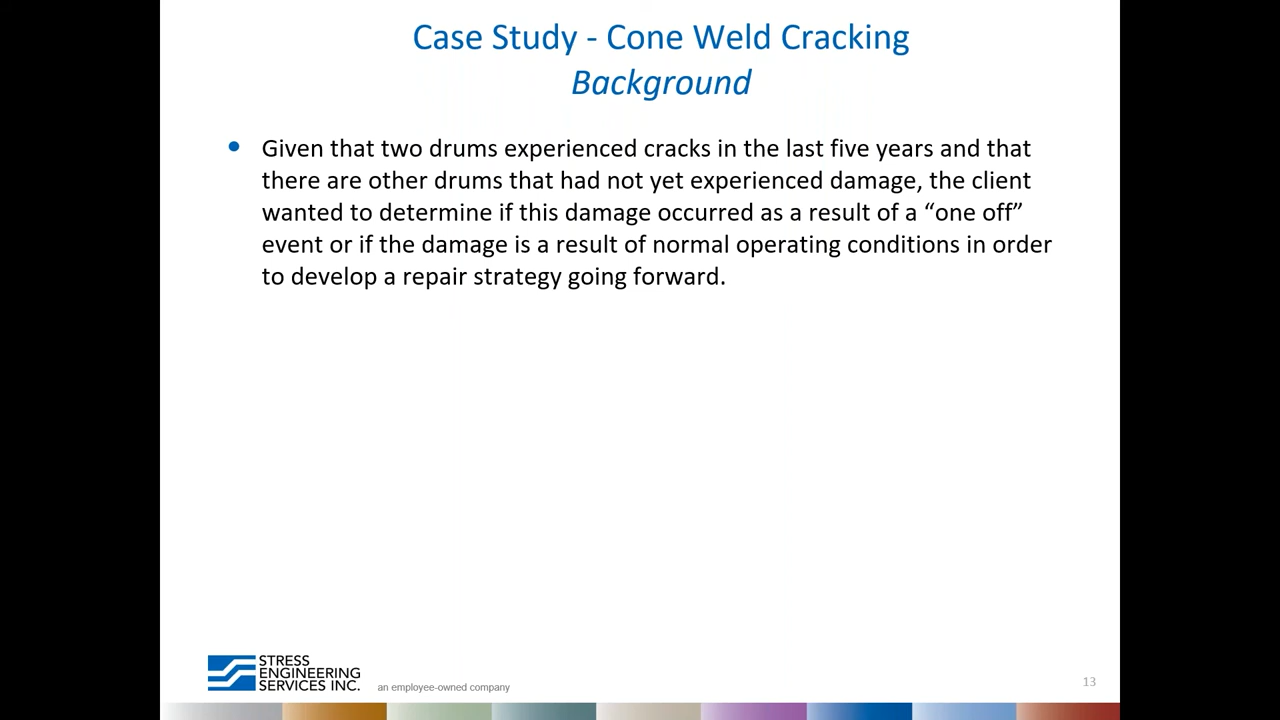 Case Study - Cone Weld Cracking
Background
• Given that two drums experienced cracks in the last five years and that
there are other drums that had not yet experienced damage, the client
wanted to determine if this damage occurred as a result of a “one off”
event or if the damage is a result of normal operating conditions in order
to develop a repair strategy going forward.
STRESS
ENGINEERING
SERVICES INC.
an employee-owned company
13